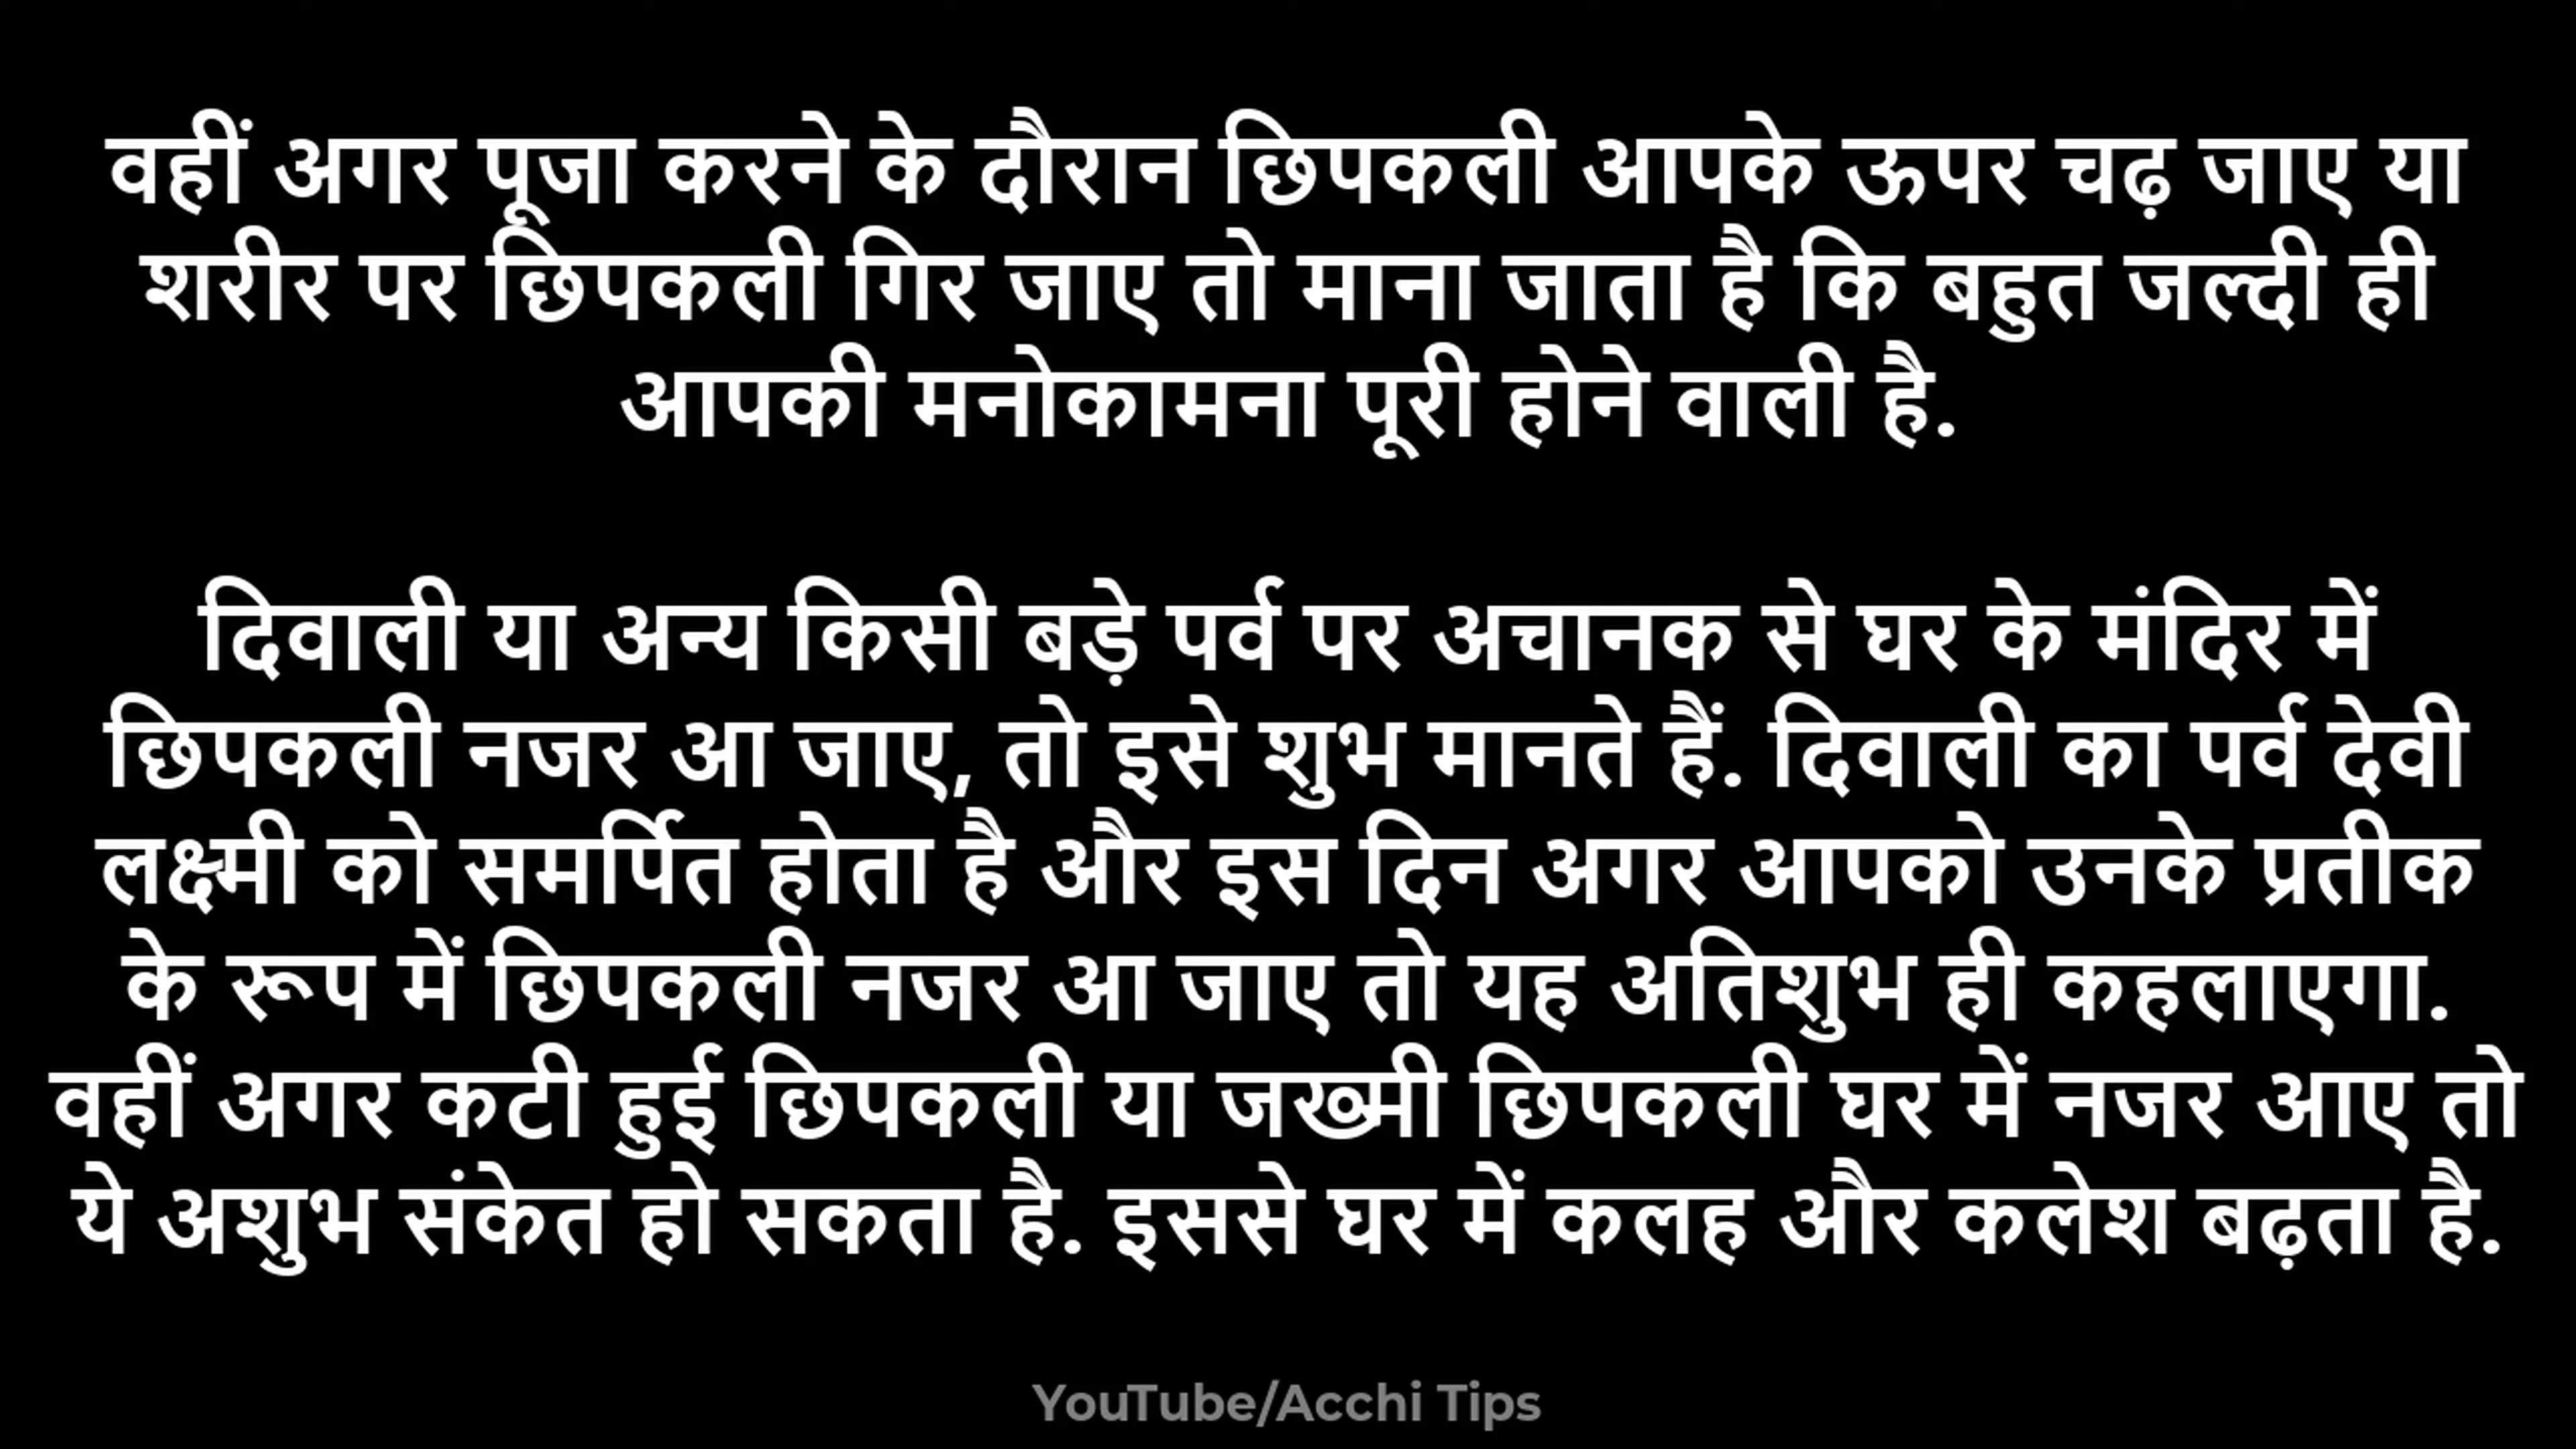 वहीं अगर पूजा करने के दौरान छिपकली आपके ऊपर चढ़ जाए या
शरीर पर छिपकली गिर जाए तो माना जाता है कि बहुत जल्दी ही
आपकी मनोकामना पूरी होने वाली है.
दिवाली या अन्य किसी बड़े पर्व पर अचानक से घर के मंदिर में
छिपकली नजर आ जाए, तो इसे शुभ मानते हैं. दिवाली का पर्व देवी
लक्ष्मी को समर्पित होता है और इस दिन अगर आपको उनके प्रतीक
के रूप में छिपकली नजर आ जाए तो यह अतिशुभ ही कहलाएगा.
वहीं अगर कटी हुई छिपकली या जख्मी छिपकली घर में नजर आए तो
ये अशुभ संकेत हो सकता है. इससे घर में कलह और कलेश बढ़ता है.
YouTube/Acchi Tips